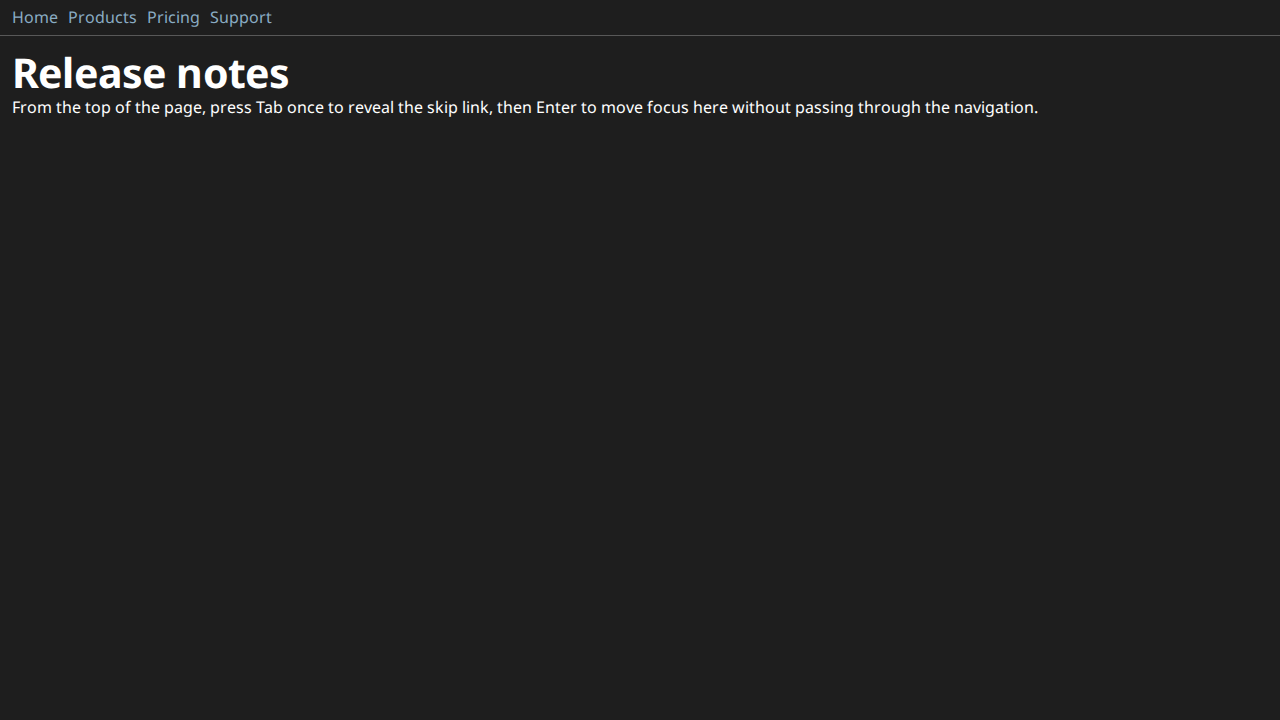 Home Products Pricing Support
Release notes
From the top of the page, press Tab once to reveal the skip link, then Enter to move focus here without passing through the navigation.